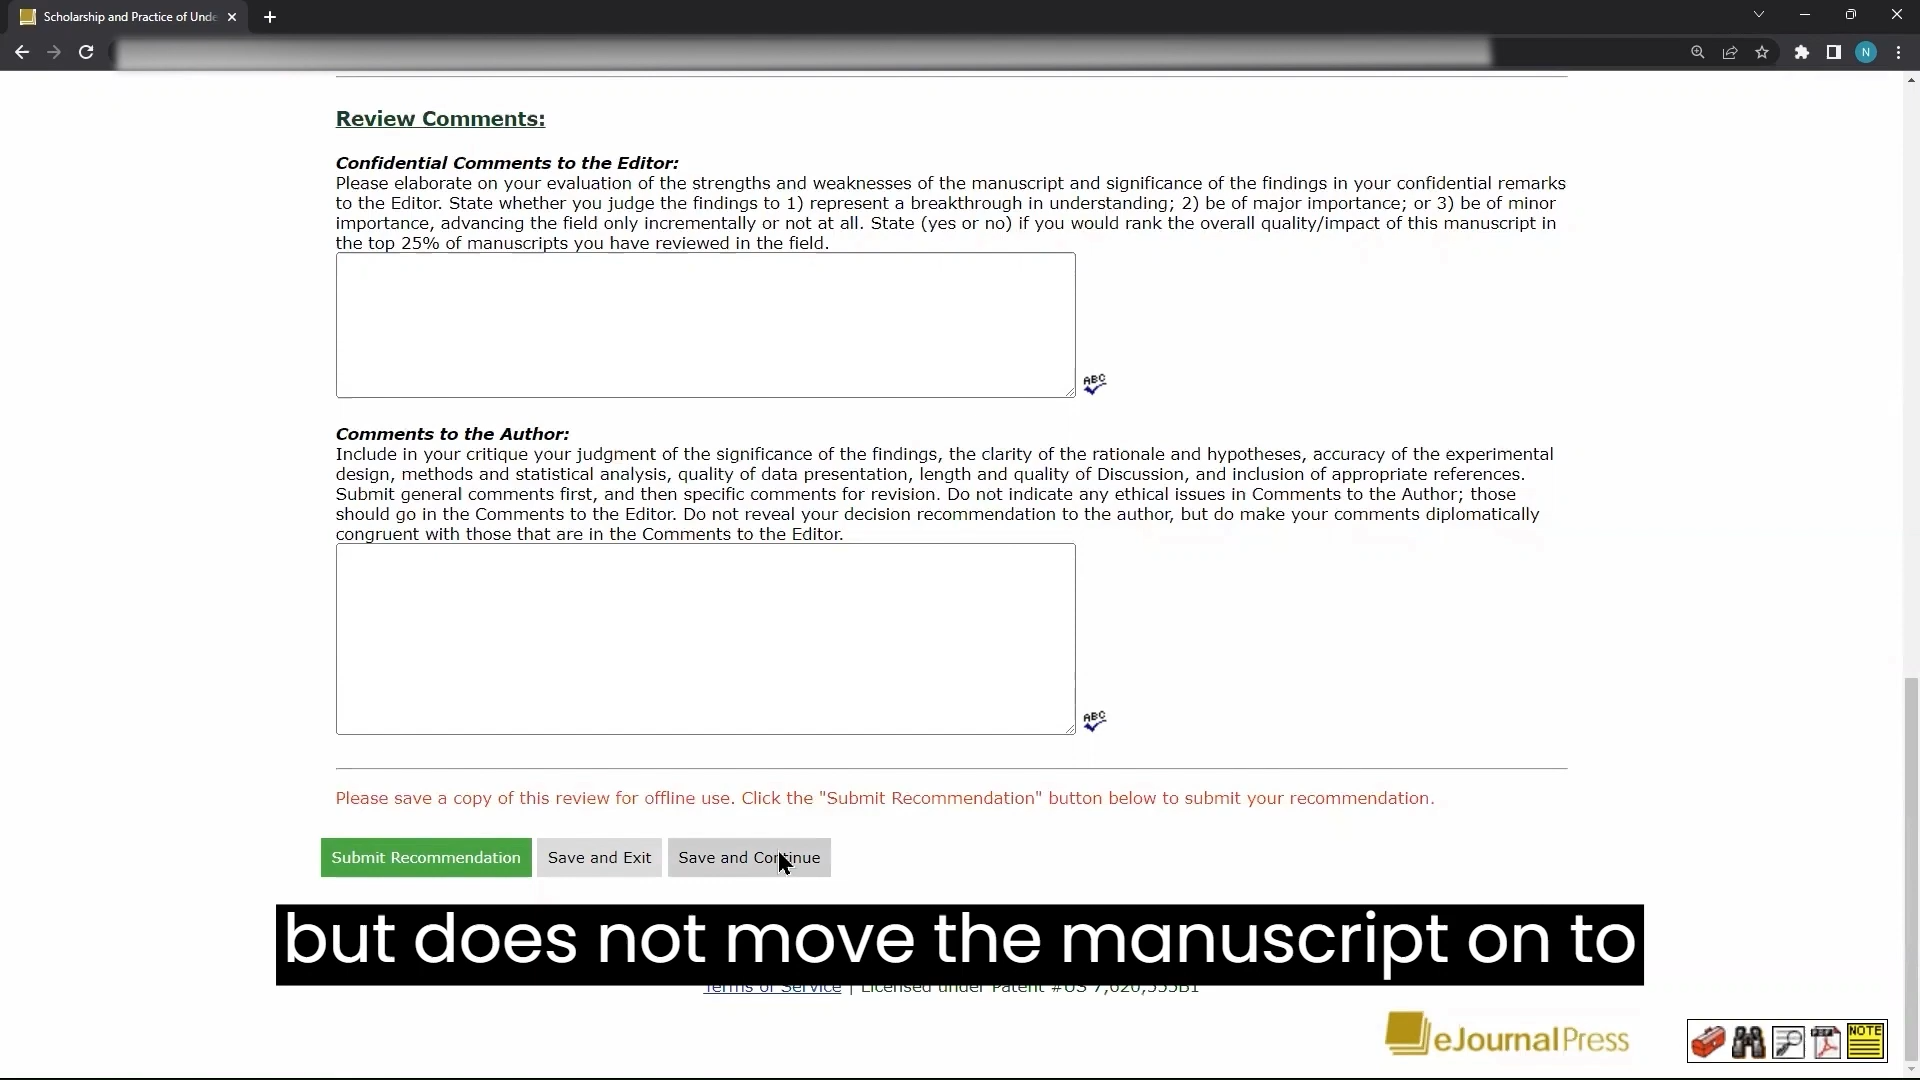 Scholarship and Practice of Unde
N
Review Comments:
Confidential Comments to the Editor:
Please elaborate on your evaluation of the strengths and weaknesses of the manuscript and significance of the findings in your confidential remarks
to the Editor. State whether you judge the findings to 1) represent a breakthrough in understanding; 2) be of major importance; or 3) be of minor
importance, advancing the field only incrementally or not at all. State (yes or no) if you would rank the overall quality/impact of this manuscript in
the top 25% of manuscripts you have reviewed in the field.
ABC
Comments to the Author:
Include in your critique your judgment of the significance of the findings, the clarity of the rationale and hypotheses, accuracy of the experimental
design, methods and statistical analysis, quality of data presentation, length and quality of Discussion, and inclusion of appropriate references.
Submit general comments first, and then specific comments for revision. Do not indicate any ethical issues in Comments to the Author; those
should go in the Comments to the Editor. Do not reveal your decision recommendation to the author, but do make your comments diplomatically
congruent with those that are in the Comments to the Editor.
ABC
Please save a copy of this review for offline use. Click the "Submit Recommendation" button below to submit your recommendation.
Submit Recommendation Save and Exit Save and Continue
but does not move the manuscript on to
Terms of Service | Licensed under Patent #US 7,620,555B1
eJournalPress
NOTE